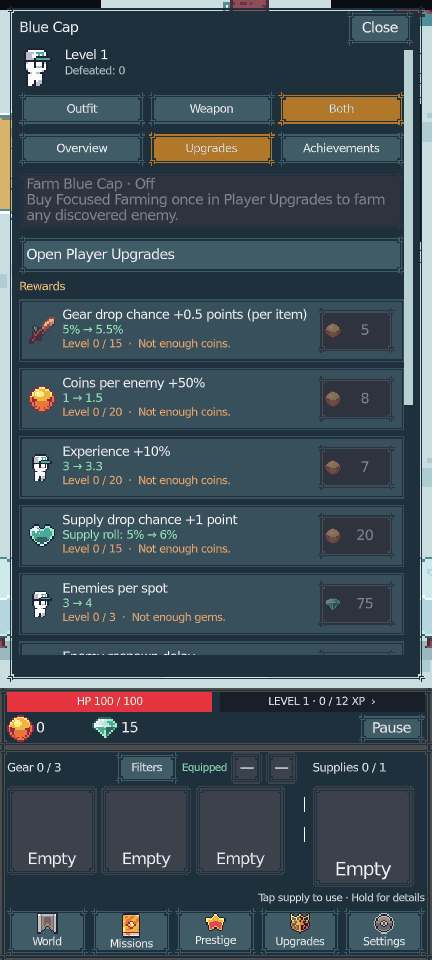 Blue Cap
Close
Level 1
Defeated: 0
Outfit
Weapon
Both
Overview
Upgrades
Achievements
Farm Blue Cap · Off
Buy Focused Farming once in Player Upgrades to farm
any discovered enemy.
Open Player Upgrades
Rewards
Gear drop chance +0.5 points (per item)
5% → 5.5%
Level 0 / 15 · Not enough coins.
5
Coins per enemy +50%
1 → 1.5
Level 0 / 20 · Not enough coins.
8
Experience +10%
3 → 3.3
Level 0 / 20 · Not enough coins.
7
Supply drop chance +1 point
Supply roll: 5% → 6%
Level 0 / 15 · Not enough coins.
20
Enemies per spot
3 → 4
Level 0 / 3 · Not enough gems.
75
Enemy respawn delay
HP 100 / 100
LEVEL 1 · 0 / 12 XP ›
0
15
Pause
Gear 0 / 3
Filters
Equipped
—
—
Supplies 0 / 1
Empty
Empty
Empty
Empty
Tap supply to use · Hold for details
World
Missions
Prestige
Upgrades
Settings